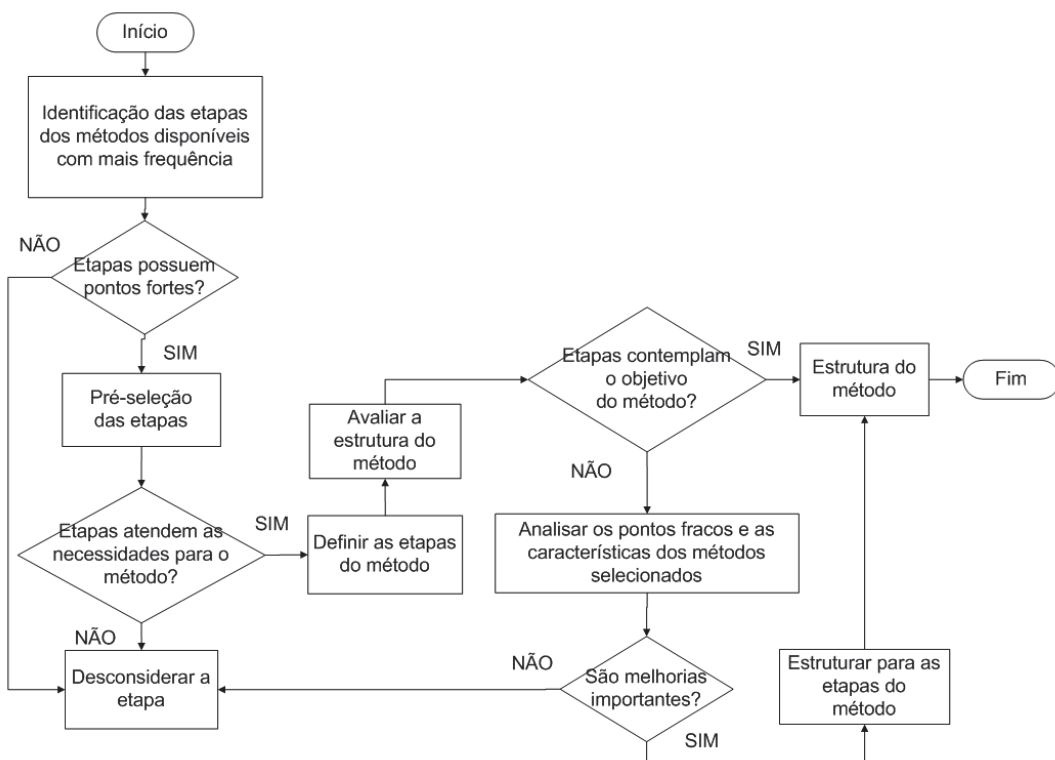 Início
Identificação das etapas
dos métodos disponíveis
com mais frequência
NÃO
Etapas possuem
pontos fortes?
SIM
Pré-seleção
das etapas
Etapas atendem as
necessidades para o
método?
SIM
NÃO
Desconsiderar a
etapa
Definir as etapas
do método
Avaliar a
estrutura do
método
Etapas contemplam
o objetivo
do método?
SIM
NÃO
Estrutura do
método
Fim
Analisar os pontos fracos e as
características dos métodos
selecionados
São melhorias
importantes?
NÃO
SIM
Estruturar para as
etapas do
método